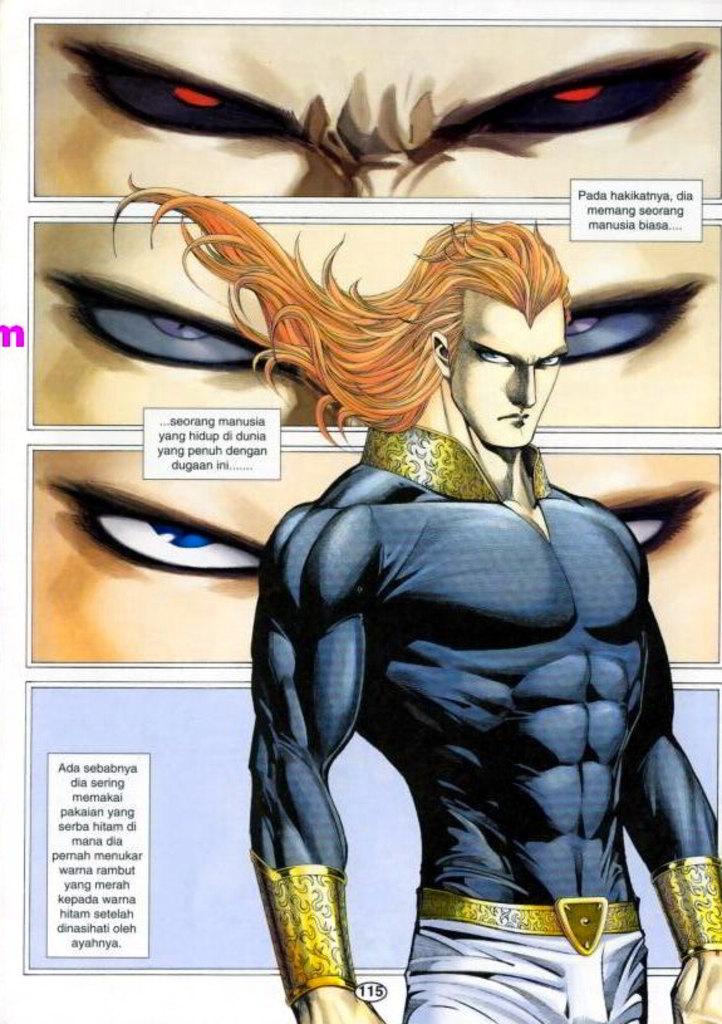 Pada hakikatnya, dia
memang seorang
manusia biasa....
m
...seorang manusia
yang hidup di dunia
yang penuh dengan
dugaan ini.......
Ada sebabnya
dia sering
memakai
pakaian yang
serba hitam di
mana dia
pernah menukar
warna rambut
yang merah
kepada warna
hitam setelah
dinasihati oleh
ayahnya.
115